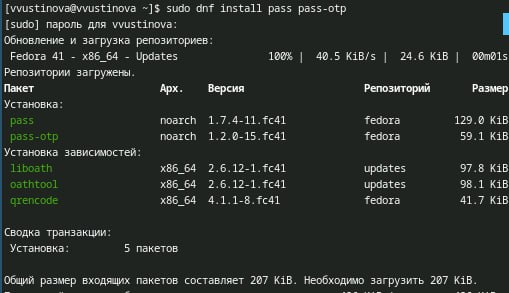 [vvustinova@vvustinova ~]$ sudo dnf install pass pass-otp
[sudo] пароль для vvustinova:
Обновление и загрузка репозиториев:
Fedora 41 - x86_64 - Updates 100% | 40.5 KiB/s | 24.6 KiB | 00m01s
Репозитории загружены.
Пакет Арх. Версия Репозиторий Размер
Установка:
pass noarch 1.7.4-11.fc41 fedora 129.0 KiB
pass-otp noarch 1.2.0-15.fc41 fedora 59.1 KiB
Установка зависимостей:
liboath x86_64 2.6.12-1.fc41 updates 97.8 KiB
oathtool x86_64 2.6.12-1.fc41 updates 98.1 KiB
qrencode x86_64 4.1.1-8.fc41 fedora 41.7 KiB
Сводка транзакции:
Установка: 5 пакетов
Общий размер входящих пакетов составляет 207 KiB. Необходимо загрузить 207 KiB.